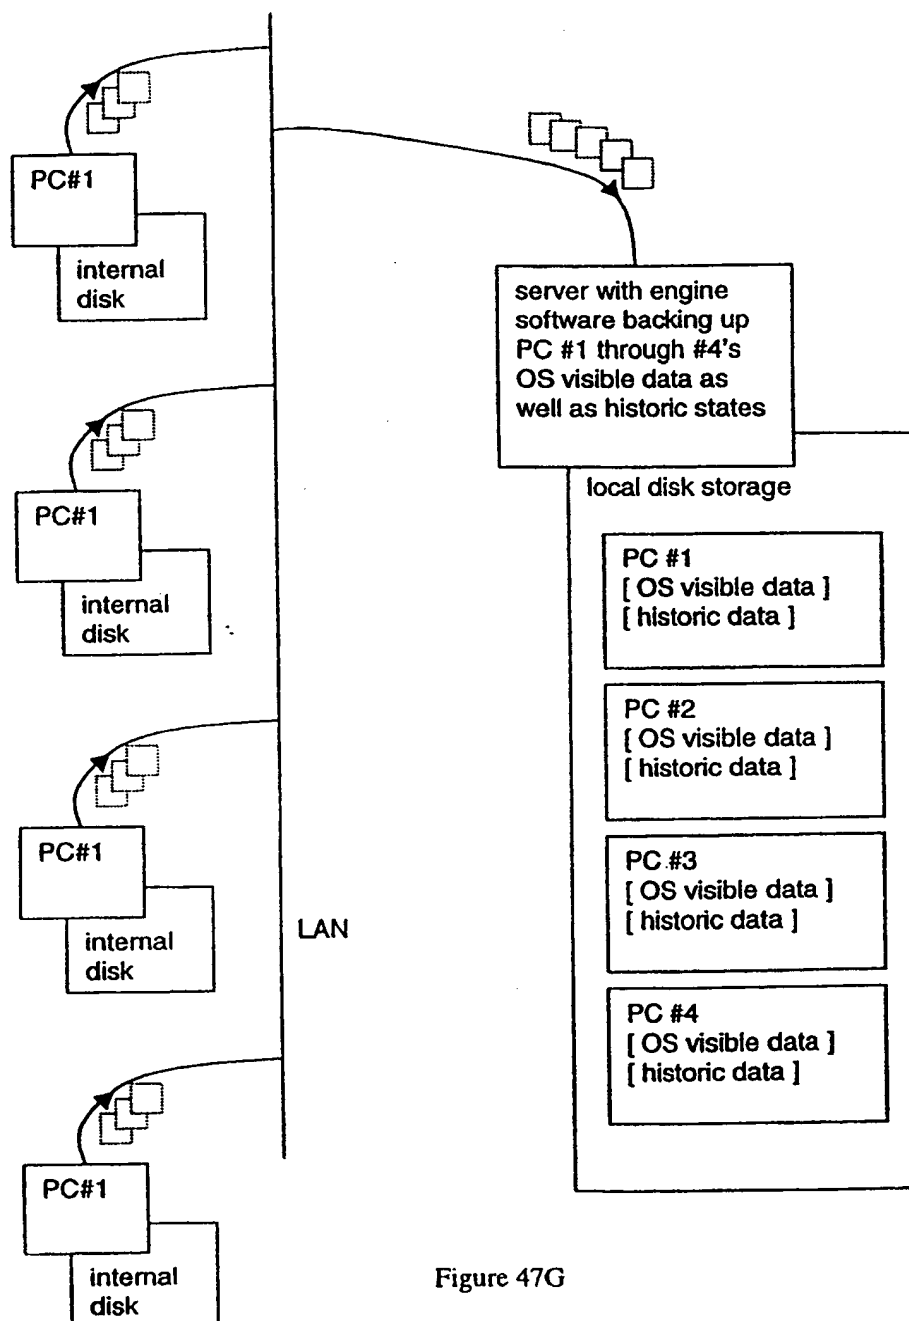 PC#1
internal
disk
PC#1
internal
disk
PC#1
internal
disk
PC#1
internal
disk
LAN
server with engine
software backing up
PC #1 through #4's
OS visible data as
well as historic states
local disk storage
PC #1
[ OS visible data ]
[ historic data ]
PC #2
[ OS visible data ]
[ historic data ]
PC #3
[ OS visible data ]
[ historic data ]
PC #4
[ OS visible data ]
[ historic data ]
Figure 47G